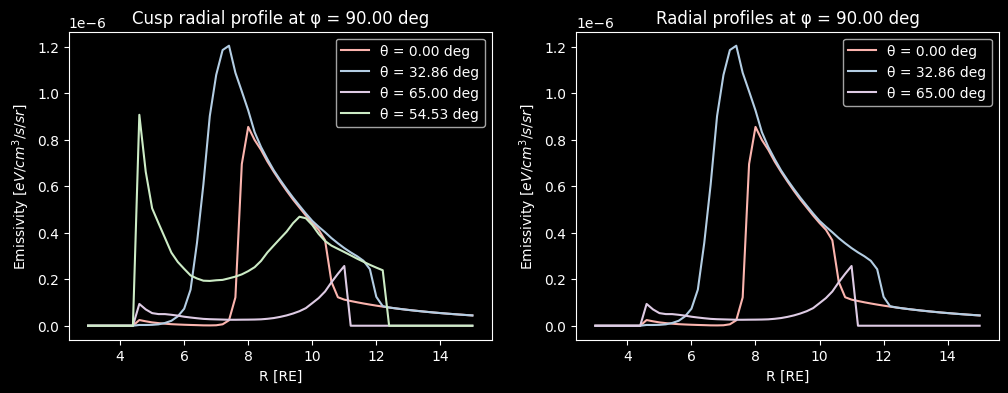 Cusp radial profile at φ = 90.00 deg
1e−6
θ = 0.00 deg
θ = 32.86 deg
θ = 65.00 deg
θ = 54.53 deg
Emissivity [eV/cm³/s/sr]
1.2
1.0
0.8
0.6
0.4
0.2
0.0
4 6 8 10 12 14
R [RE]
Radial profiles at φ = 90.00 deg
1e−6
θ = 0.00 deg
θ = 32.86 deg
θ = 65.00 deg
Emissivity [eV/cm³/s/sr]
1.2
1.0
0.8
0.6
0.4
0.2
0.0
4 6 8 10 12 14
R [RE]